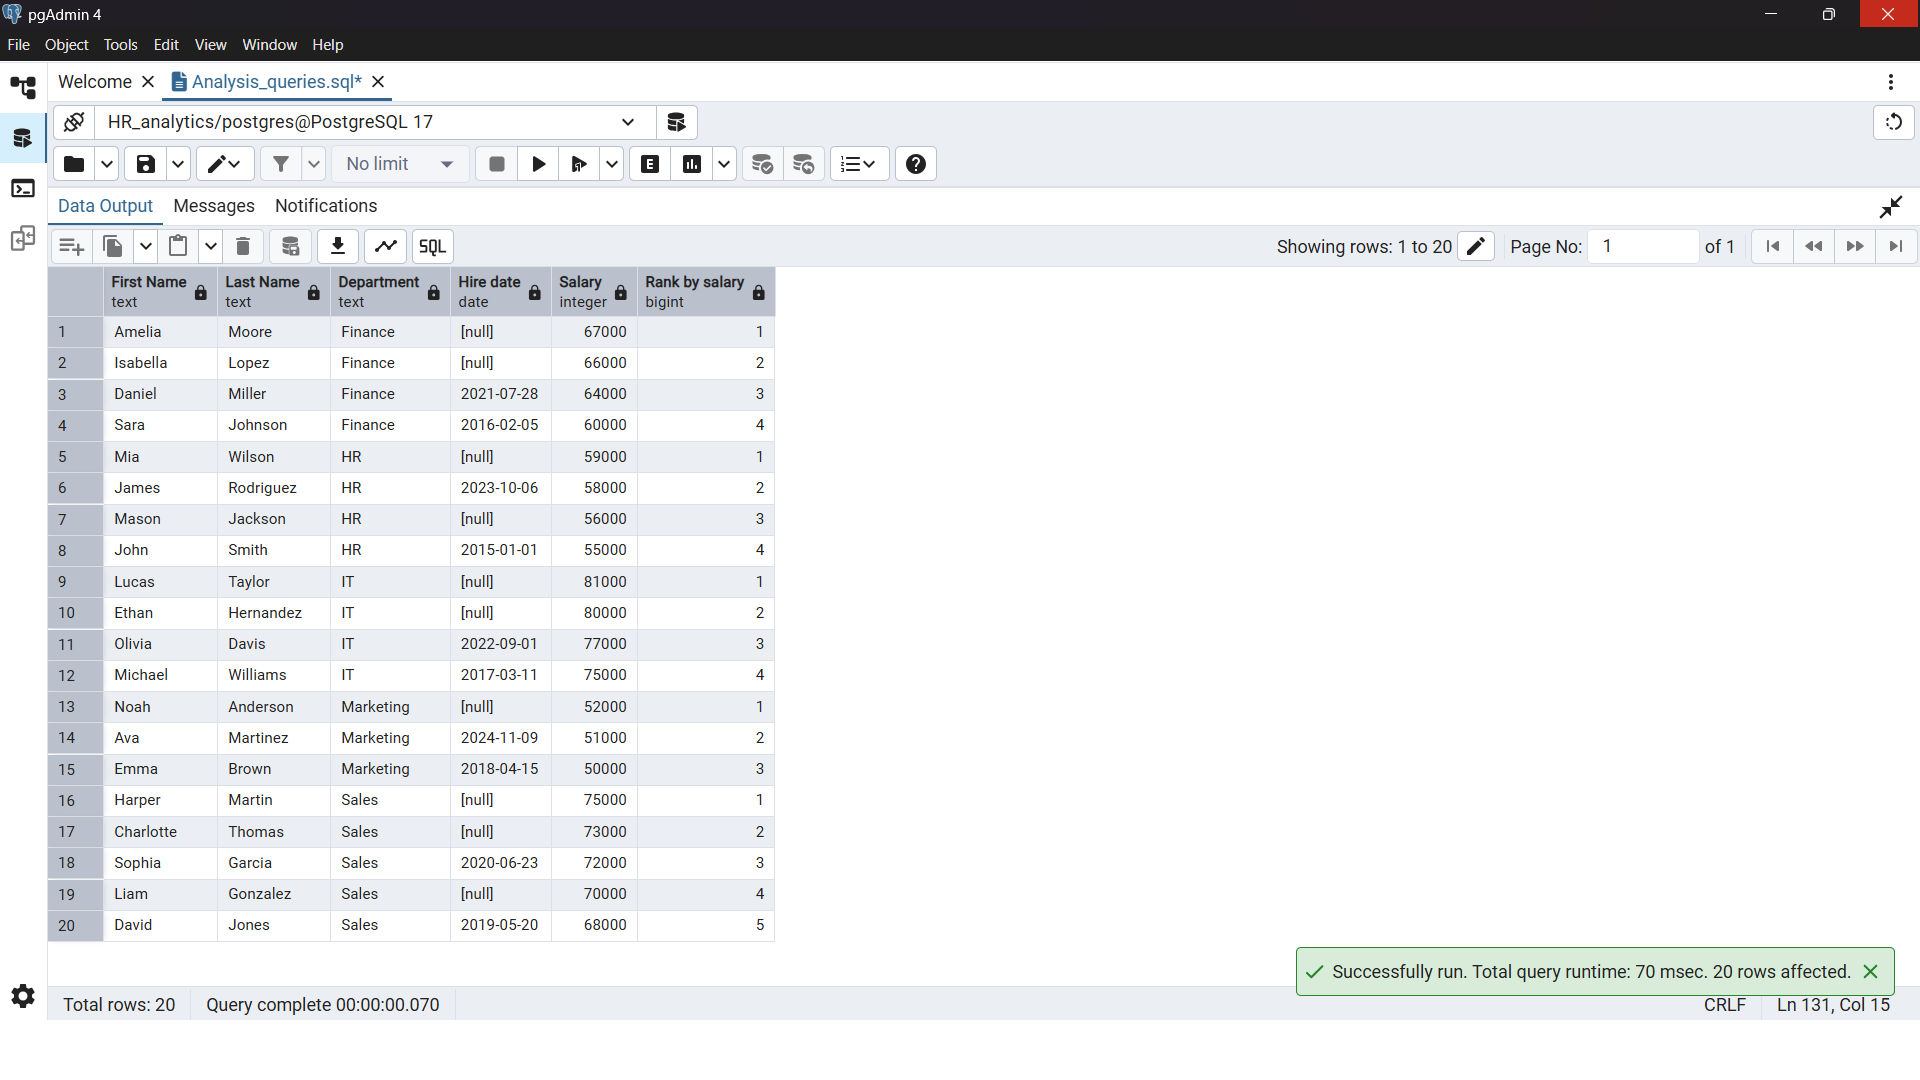 pgAdmin 4
File Object Tools Edit View Window Help
Welcome Analysis_queries.sql*
HR_analytics/postgres@PostgreSQL 17
No limit E
Data Output Messages Notifications
SQL Showing rows: 1 to 20 Page No: 1 of 1
First Name Last Name Department Hire date Salary Rank by salary
text text text date integer bigint
1 Amelia Moore Finance [null] 67000 1
2 Isabella Lopez Finance [null] 66000 2
3 Daniel Miller Finance 2021-07-28 64000 3
4 Sara Johnson Finance 2016-02-05 60000 4
5 Mia Wilson HR [null] 59000 1
6 James Rodriguez HR 2023-10-06 58000 2
7 Mason Jackson HR [null] 56000 3
8 John Smith HR 2015-01-01 55000 4
9 Lucas Taylor IT [null] 81000 1
10 Ethan Hernandez IT [null] 80000 2
11 Olivia Davis IT 2022-09-01 77000 3
12 Michael Williams IT 2017-03-11 75000 4
13 Noah Anderson Marketing [null] 52000 1
14 Ava Martinez Marketing 2024-11-09 51000 2
15 Emma Brown Marketing 2018-04-15 50000 3
16 Harper Martin Sales [null] 75000 1
17 Charlotte Thomas Sales [null] 73000 2
18 Sophia Garcia Sales 2020-06-23 72000 3
19 Liam Gonzalez Sales [null] 70000 4
20 David Jones Sales 2019-05-20 68000 5
Successfully run. Total query runtime: 70 msec. 20 rows affected.
Total rows: 20 Query complete 00:00:00.070 CRLF Ln 131, Col 15